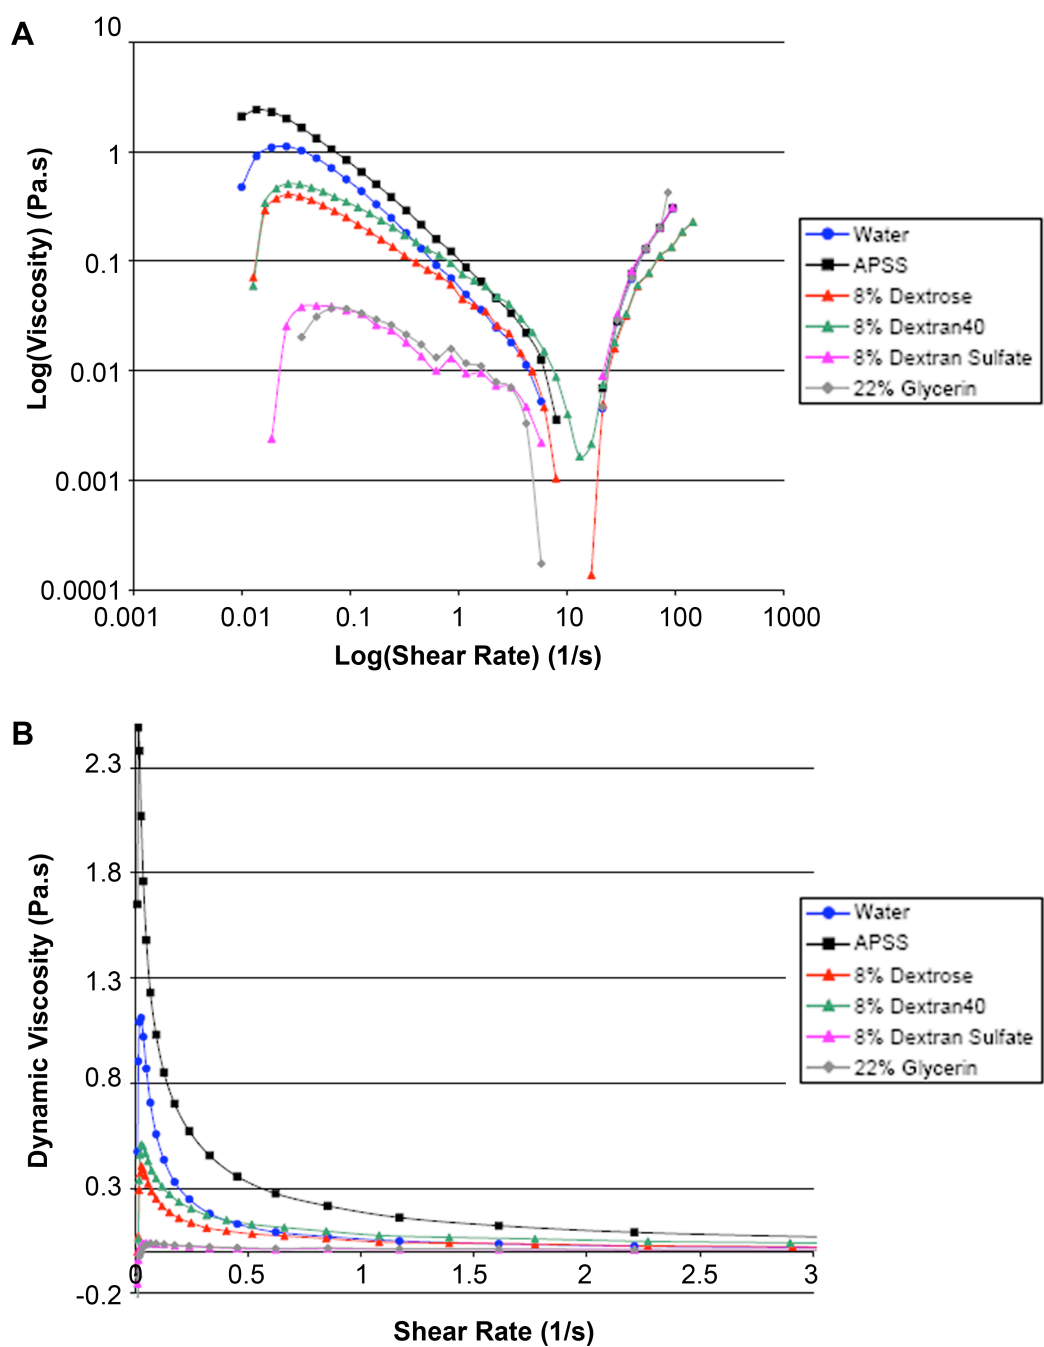 A
10
1
0.1
0.01
0.001
0.0001
Log(Viscosity) (Pa.s)
0.001 0.01 0.1 1 10 100 1000
Log(Shear Rate) (1/s)
Water
APSS
8% Dextrose
8% Dextran40
8% Dextran Sulfate
22% Glycerin
B
2.3
1.8
1.3
0.8
0.3
-0.2
Dynamic Viscosity (Pa.s)
0 0.5 1 1.5 2 2.5 3
Shear Rate (1/s)
Water
APSS
8% Dextrose
8% Dextran40
8% Dextran Sulfate
22% Glycerin